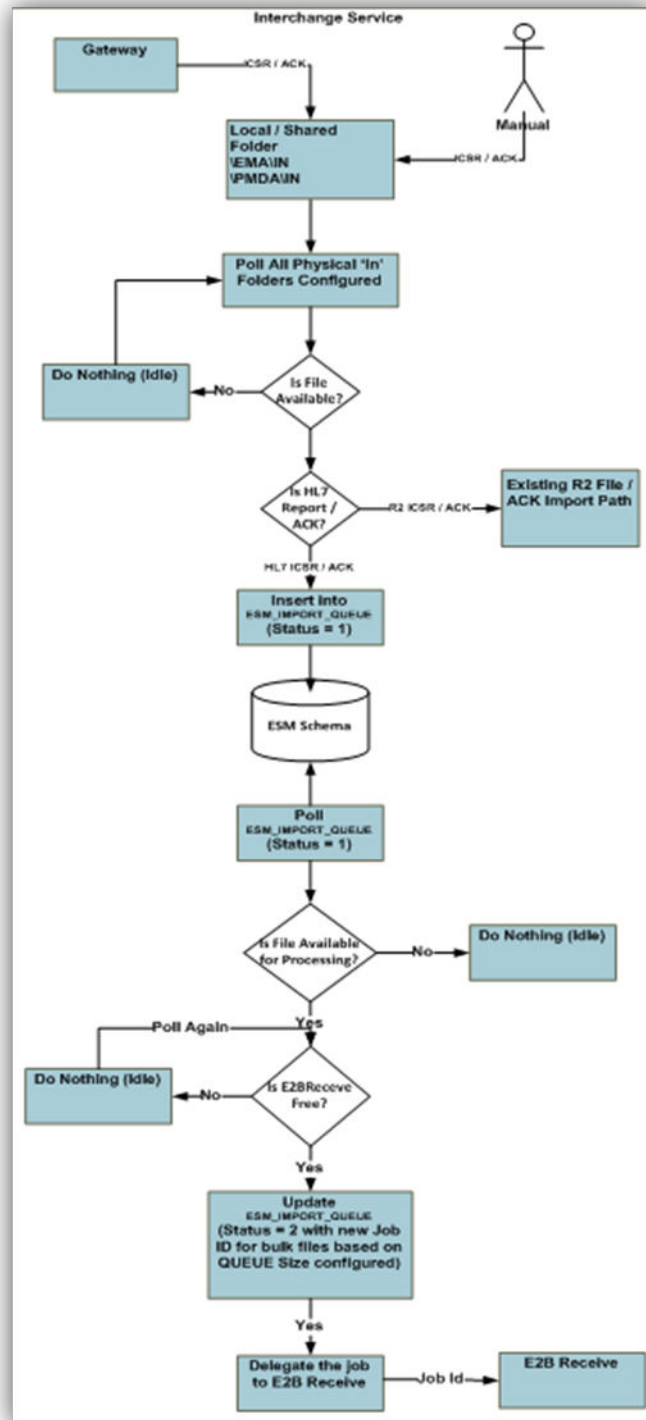 Interchange Service
Gateway
ICSR / ACK
Manual
Local / Shared
Folder
\EMA\IN
\PMDA\IN
ICSR / ACK
Poll All Physical 'In'
Folders Configured
Do Nothing (Idle)
No
Is File
Available?
Is HL7
Report /
ACK?
R2 ICSR / ACK
Existing R2 File /
ACK Import Path
HL7 ICSR / ACK
Insert Into
ESM_IMPORT_QUEUE
(Status = 1)
ESM Schema
Poll
ESM_IMPORT_QUEUE
(Status = 1)
Is File Available
for Processing?
No
Do Nothing (Idle)
Yes
Poll Again
Do Nothing (Idle)
No
Is E2BReceve
Free?
Yes
Update
ESM_IMPORT_QUEUE
(Status = 2 with new Job
ID for bulk files based on
QUEUE Size configured)
Yes
Delegate the job
to E2B Receive
Job Id
E2B Receive